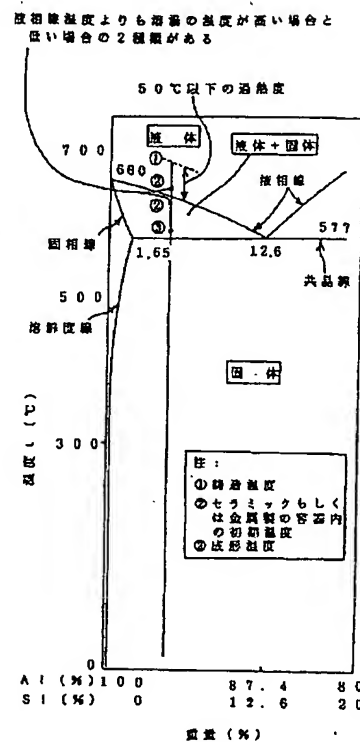 液相線温度よりも溶湯の温度が高い場合と
低い場合の2種類がある
50℃以下の過熱度
液体
液体+固体
700
①
680
②
液相線
②
③
577
固相線
1.65
12.6
共晶線
500
溶解度線
固 体
温度 t (℃)
300
注:
①鋳造温度
②セラミックもしく
は金属製の容器内
の初期温度
③成形温度
0
Al (%) 100 87.4 80
Si (%) 0 12.6 20
重量 (%)